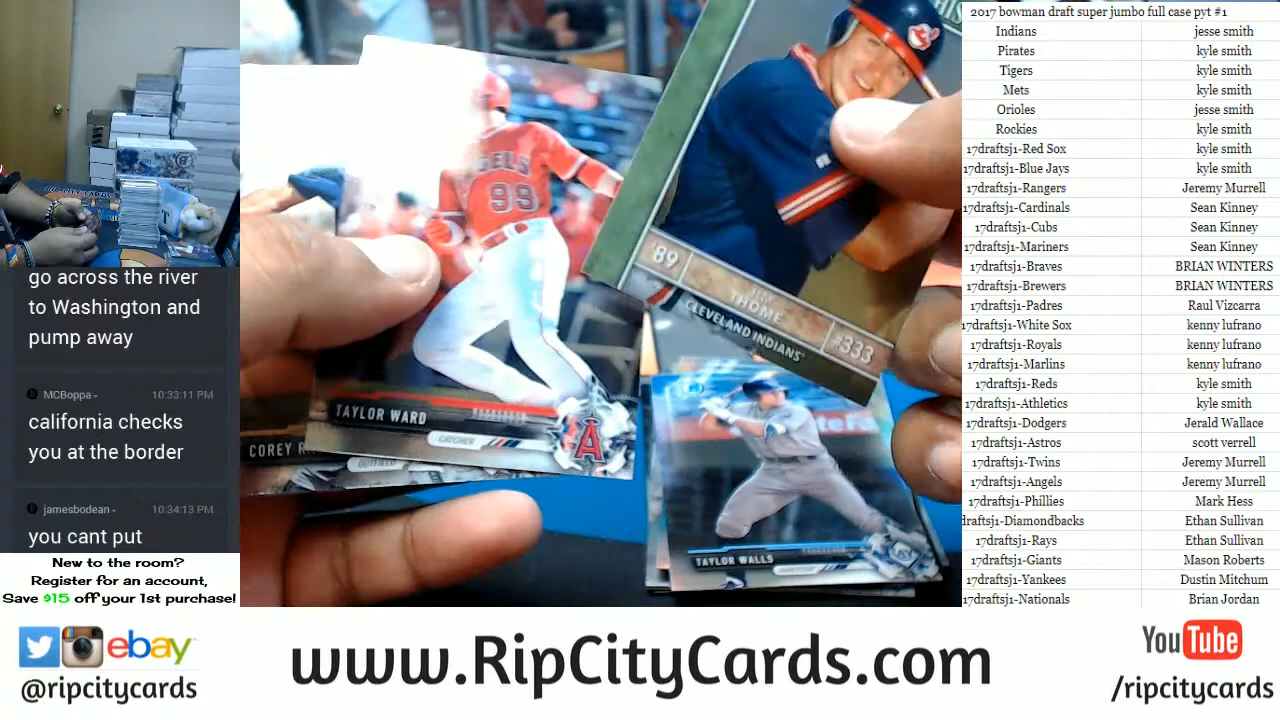 go across the river
to Washington and
pump away
MCBoppa 10:33:11 PM
california checks
you at the border
jamesbodean 10:34:13 PM
you cant put
New to the room?
Register for an account,
Save $15 off your 1st purchase!
ANGELS
99
TAYLOR WARD
CATCHER
COREY R
OUTFIELD
'89
JIM
THOME
#333
CLEVELAND INDIANS
TAYLOR WALLS
2017 bowman draft super jumbo full case pyt #1
Indians jesse smith
Pirates kyle smith
Tigers kyle smith
Mets kyle smith
Orioles jesse smith
Rockies kyle smith
17draftsj1-Red Sox kyle smith
17draftsj1-Blue Jays kyle smith
17draftsj1-Rangers Jeremy Murrell
17draftsj1-Cardinals Sean Kinney
17draftsj1-Cubs Sean Kinney
17draftsj1-Mariners Sean Kinney
17draftsj1-Braves BRIAN WINTERS
17draftsj1-Brewers BRIAN WINTERS
17draftsj1-Padres Raul Vizcarra
17draftsj1-White Sox kenny lufrano
17draftsj1-Royals kenny lufrano
17draftsj1-Marlins kenny lufrano
17draftsj1-Reds kyle smith
17draftsj1-Athletics kyle smith
17draftsj1-Dodgers Jerald Wallace
17draftsj1-Astros scott verrell
17draftsj1-Twins Jeremy Murrell
17draftsj1-Angels Jeremy Murrell
17draftsj1-Phillies Mark Hess
draftsj1-Diamondbacks Ethan Sullivan
17draftsj1-Rays Ethan Sullivan
17draftsj1-Giants Mason Roberts
17draftsj1-Yankees Dustin Mitchum
17draftsj1-Nationals Brian Jordan
ebay
@ripcitycards
www.RipCityCards.com
YouTube
/ripcitycards